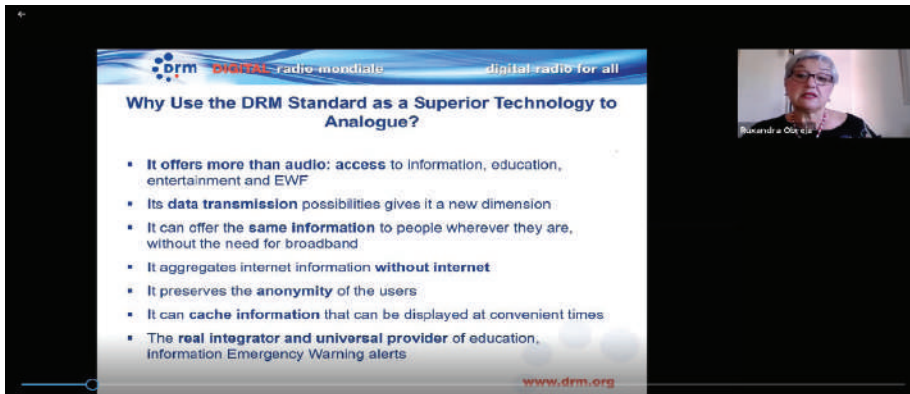 DRM DIGITAL radio mondiale
digital radio for all
Why Use the DRM Standard as a Superior Technology to
Analogue?
It offers more than audio: access to information, education,
entertainment and EWF
Its data transmission possibilities gives it a new dimension
It can offer the same information to people wherever they are,
without the need for broadband
It aggregates internet information without internet
It preserves the anonymity of the users
It can cache information that can be displayed at convenient times
The real integrator and universal provider of education,
information Emergency Warning alerts
www.drm.org
Ruxandra Obreja